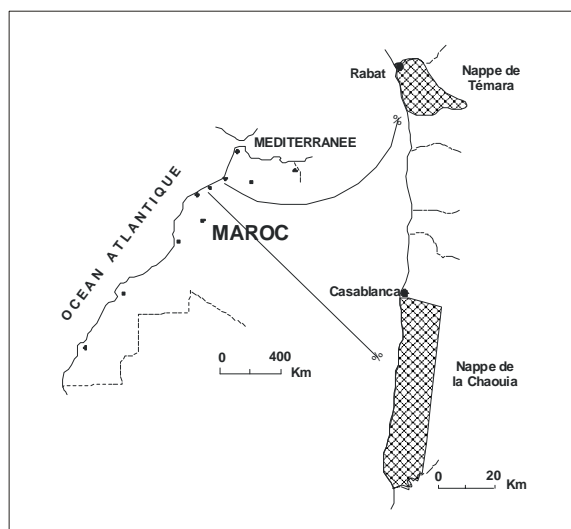 Rabat
Nappe de
Témara
MEDITERRANEE
%
OCEAN ATLANTIQUE
MAROC
Casablanca
0 400
Km
%
Nappe de
la Chaouia
0 20
Km